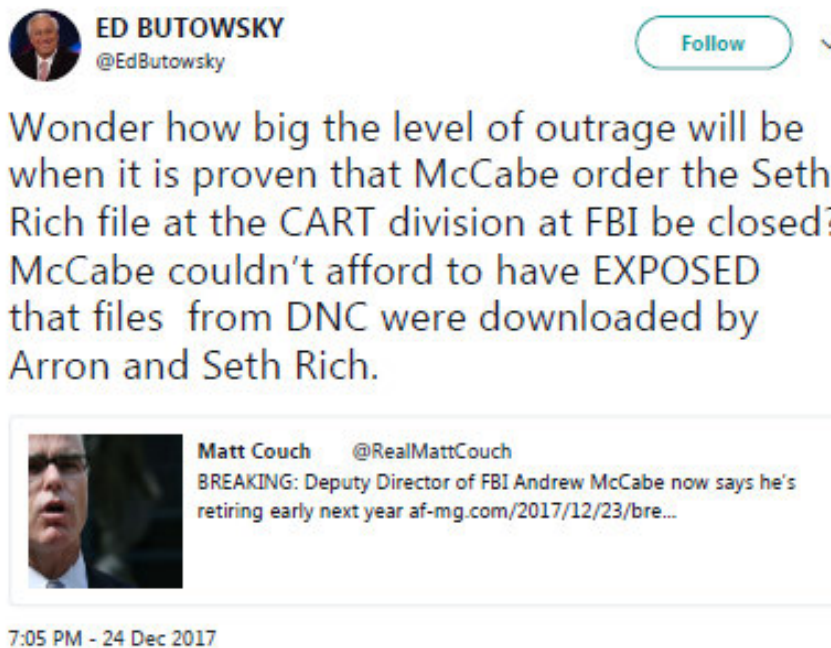 ED BUTOWSKY
@EdButowsky
Follow
Wonder how big the level of outrage will be
when it is proven that McCabe order the Seth
Rich file at the CART division at FBI be closed?
McCabe couldn't afford to have EXPOSED
that files from DNC were downloaded by
Arron and Seth Rich.
Matt Couch @RealMattCouch
BREAKING: Deputy Director of FBI Andrew McCabe now says he's
retiring early next year af-mg.com/2017/12/23/bre...
7:05 PM - 24 Dec 2017